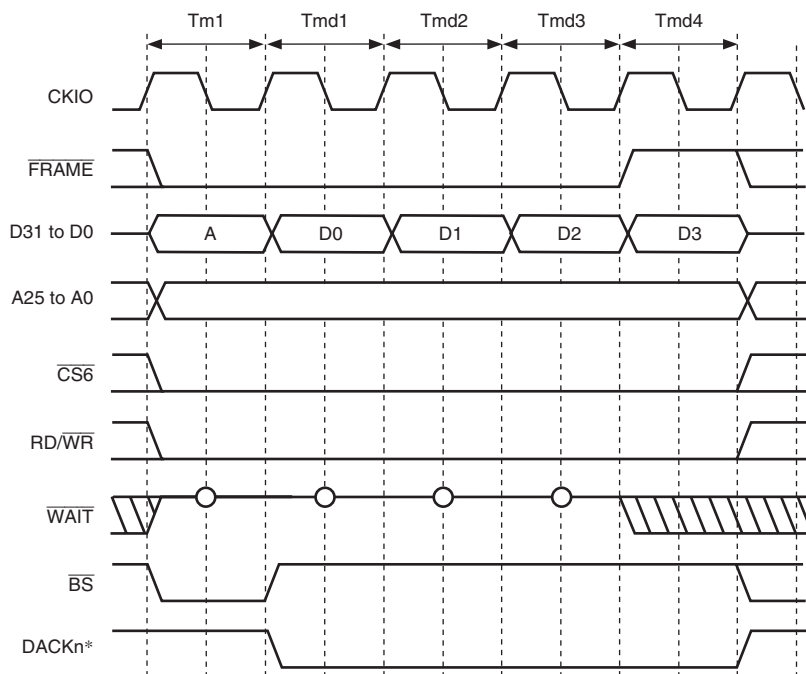 Tm1 Tmd1 Tmd2 Tmd3 Tmd4
CKIO
FRAME
D31 to D0 A D0 D1 D2 D3
A25 to A0
CS6
RD/WR
WAIT
BS
DACKn*